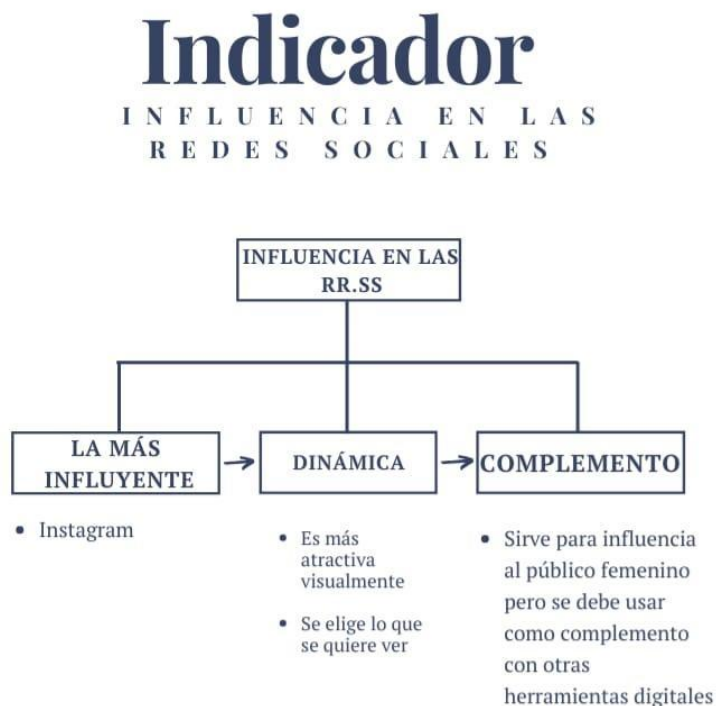 Indicador
INFLUENCIA EN LAS
REDES SOCIALES
INFLUENCIA EN LAS
RR.SS
LA MÁS
INFLUYENTE
• Instagram
DINÁMICA
• Es más
atractiva
visualmente
• Se elige lo que
se quiere ver
COMPLEMENTO
• Sirve para influencia
al público femenino
pero se debe usar
como complemento
con otras
herramientas digitales